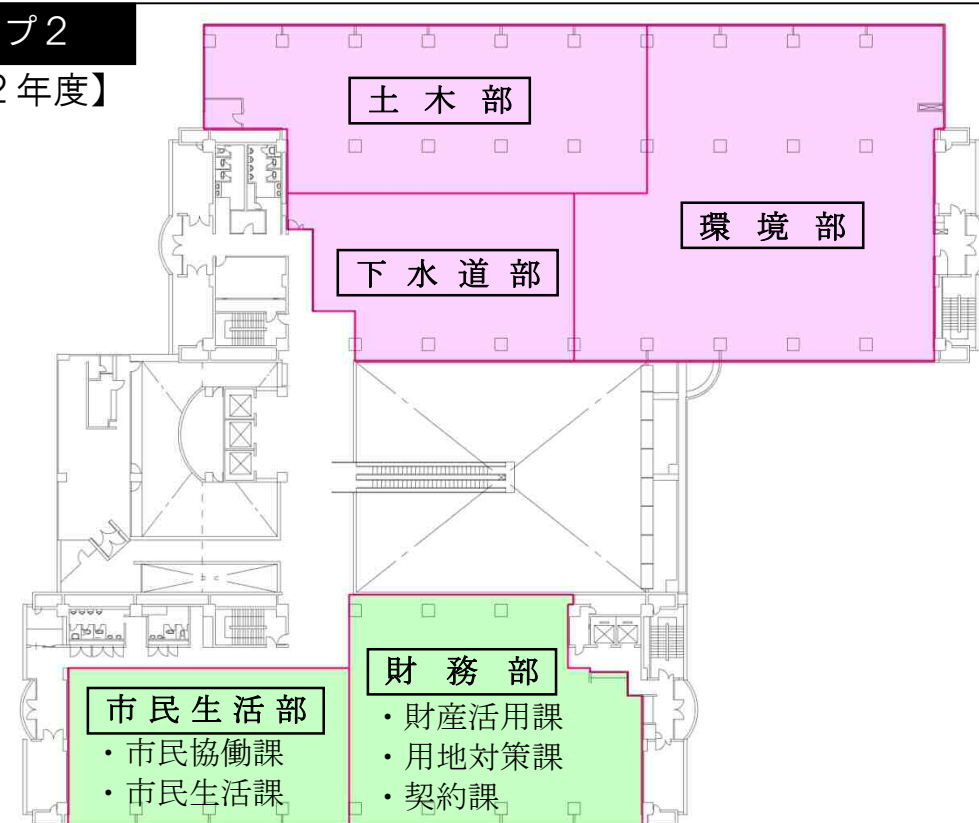 プ２
２年度】
土木部
環境部
下水道部
財務部
・財産活用課
・用地対策課
・契約課
市民生活部
・市民協働課
・市民生活課